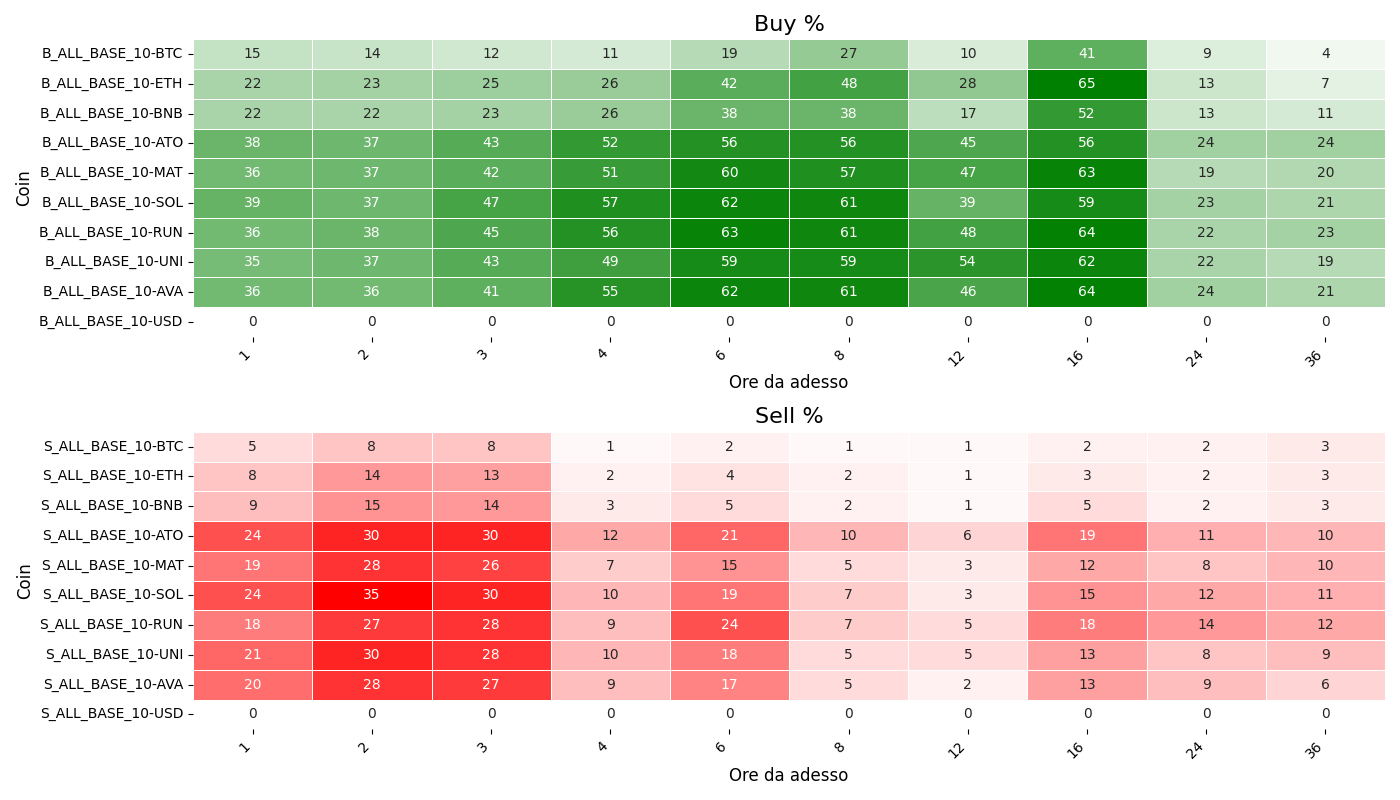 Buy %
Coin
B_ALL_BASE_10-BTC 15 14 12 11 19 27 10 41 9 4
B_ALL_BASE_10-ETH 22 23 25 26 42 48 28 65 13 7
B_ALL_BASE_10-BNB 22 22 23 26 38 38 17 52 13 11
B_ALL_BASE_10-ATO 38 37 43 52 56 56 45 56 24 24
B_ALL_BASE_10-MAT 36 37 42 51 60 57 47 63 19 20
B_ALL_BASE_10-SOL 39 37 47 57 62 61 39 59 23 21
B_ALL_BASE_10-RUN 36 38 45 56 63 61 48 64 22 23
B_ALL_BASE_10-UNI 35 37 43 49 59 59 54 62 22 19
B_ALL_BASE_10-AVA 36 36 41 55 62 61 46 64 24 21
B_ALL_BASE_10-USD 0 0 0 0 0 0 0 0 0 0
1 2 3 4 6 8 12 16 24 36
Ore da adesso
Sell %
Coin
S_ALL_BASE_10-BTC 5 8 8 1 2 1 1 2 2 3
S_ALL_BASE_10-ETH 8 14 13 2 4 2 1 3 2 3
S_ALL_BASE_10-BNB 9 15 14 3 5 2 1 5 2 3
S_ALL_BASE_10-ATO 24 30 30 12 21 10 6 19 11 10
S_ALL_BASE_10-MAT 19 28 26 7 15 5 3 12 8 10
S_ALL_BASE_10-SOL 24 35 30 10 19 7 3 15 12 11
S_ALL_BASE_10-RUN 18 27 28 9 24 7 5 18 14 12
S_ALL_BASE_10-UNI 21 30 28 10 18 5 5 13 8 9
S_ALL_BASE_10-AVA 20 28 27 9 17 5 2 13 9 6
S_ALL_BASE_10-USD 0 0 0 0 0 0 0 0 0 0
1 2 3 4 6 8 12 16 24 36
Ore da adesso